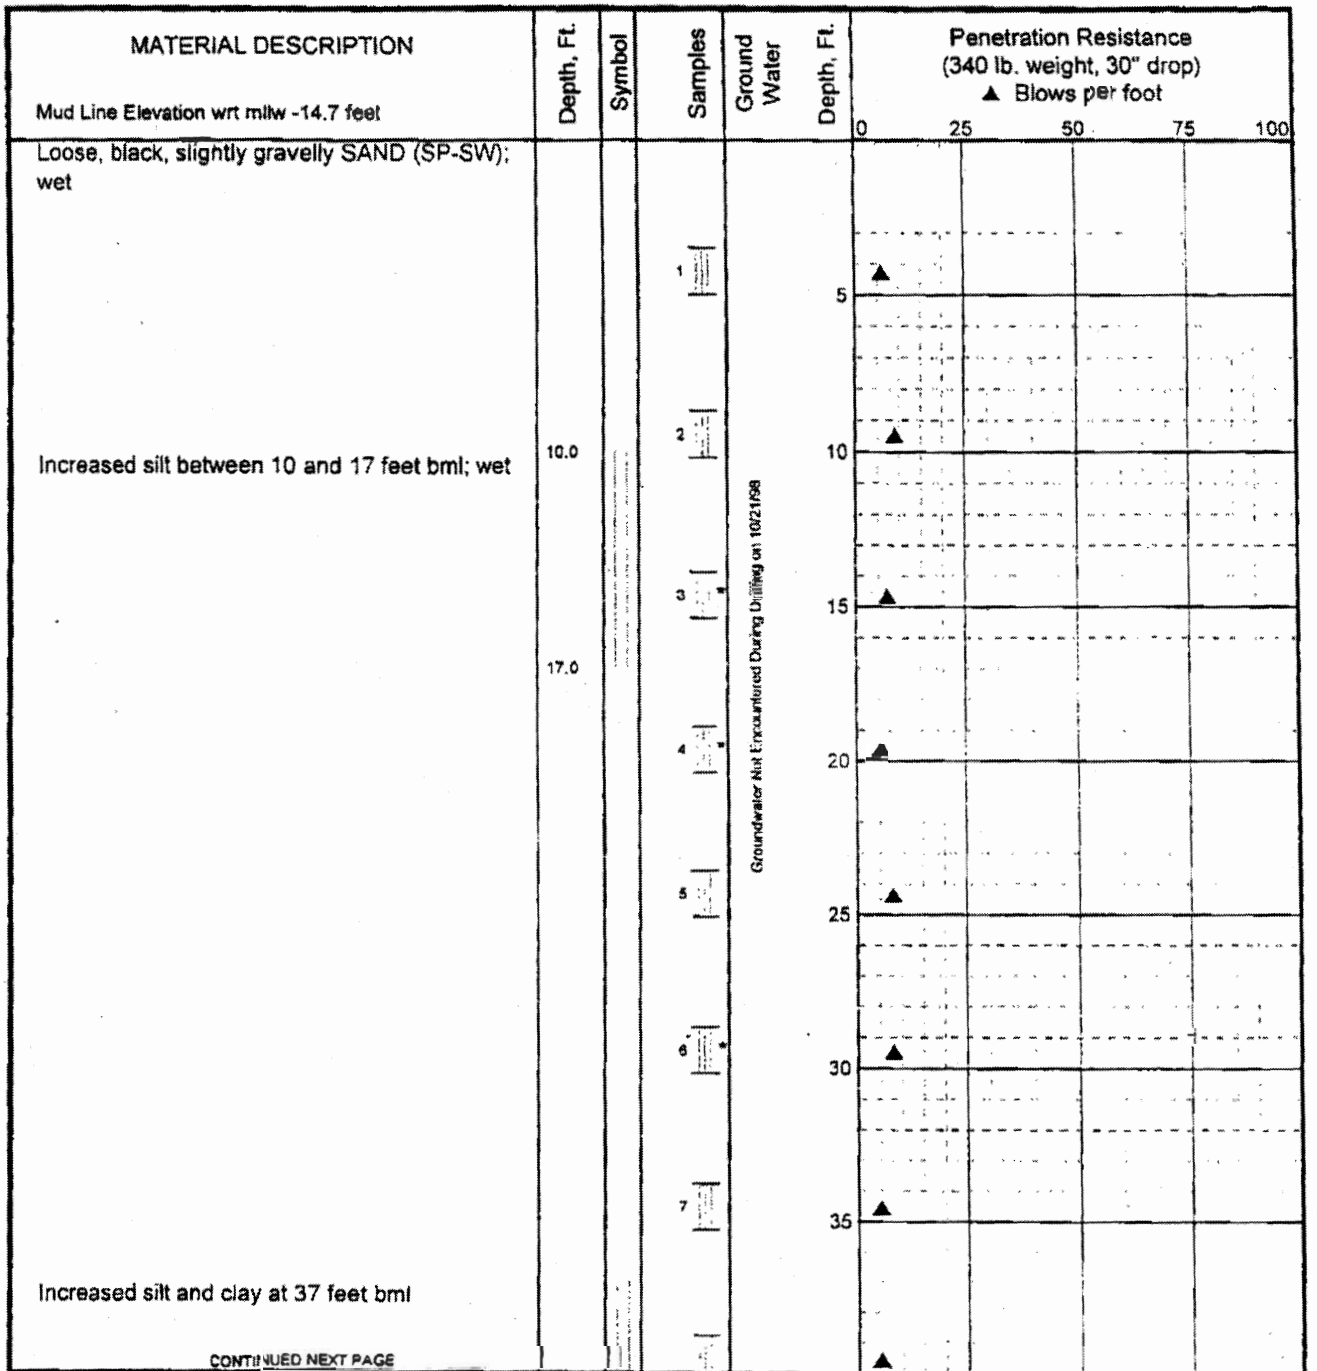 MATERIAL DESCRIPTION
Mud Line Elevation wrt mllw -14.7 feet
Depth, Ft.
Symbol
Samples
Ground
Water
Depth, Ft.
Penetration Resistance
(340 lb. weight, 30" drop)
▲ Blows per foot
0 25 50 75 100
Loose, black, slightly gravelly SAND (SP-SW);
wet
1
5
2
10.0
10
Increased silt between 10 and 17 feet bml; wet
Groundwater Not Encountered During Drilling on 10/21/98
3 *
15
17.0
4 *
20
5
25
6 *
30
7
35
Increased silt and clay at 37 feet bml
CONTINUED NEXT PAGE